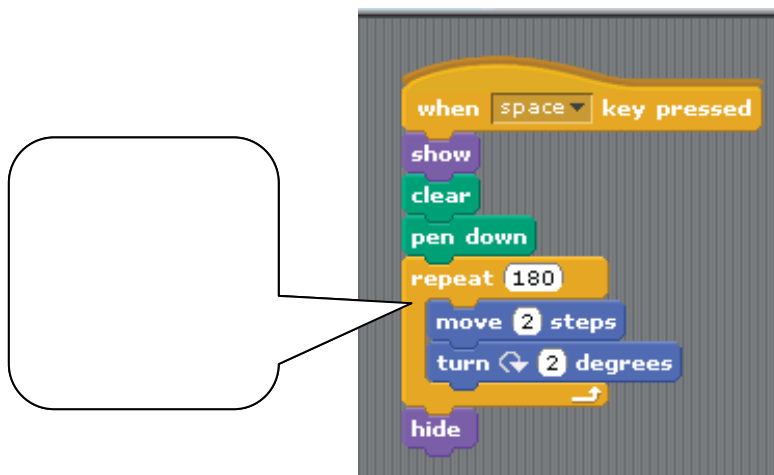 when space key pressed
show
clear
pen down
repeat 180
move 2 steps
turn 2 degrees
hide